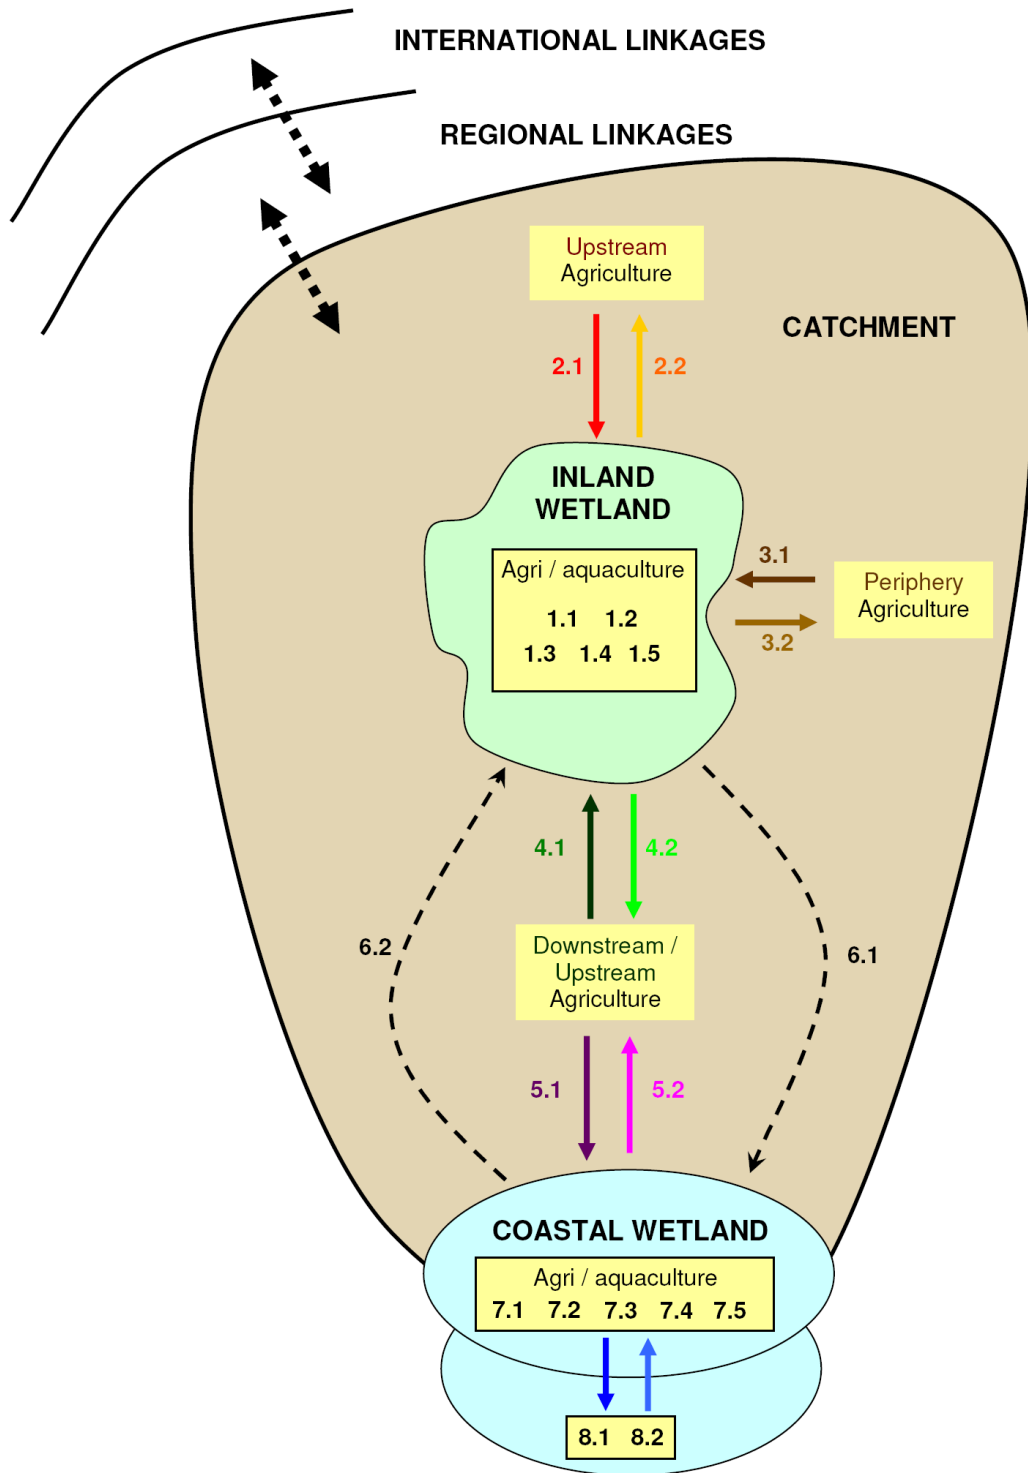 INTERNATIONAL LINKAGES
REGIONAL LINKAGES
Upstream
Agriculture
CATCHMENT
2.1
2.2
INLAND
WETLAND
Agri / aquaculture
1.1 1.2
1.3 1.4 1.5
3.1
Periphery
Agriculture
3.2
4.1
4.2
Downstream /
Upstream
Agriculture
6.2
6.1
5.1
5.2
COASTAL WETLAND
Agri / aquaculture
7.1 7.2 7.3 7.4 7.5
8.1 8.2